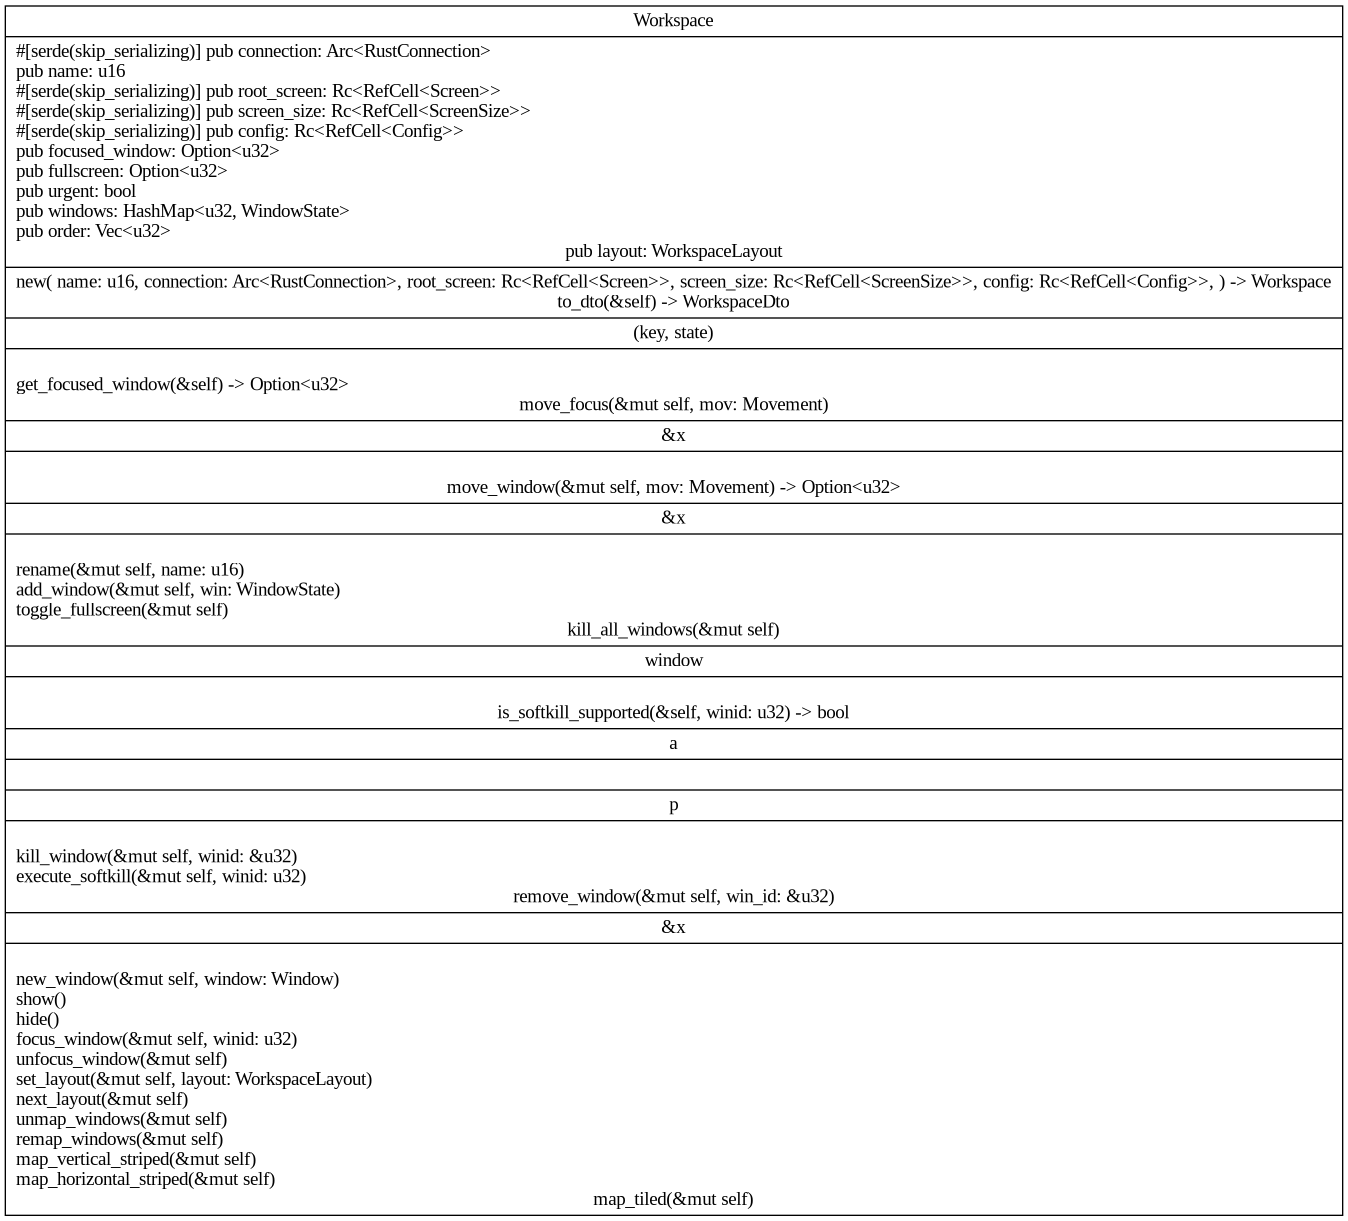 Workspace
#[serde(skip_serializing)] pub connection: Arc<RustConnection>
pub name: u16
#[serde(skip_serializing)] pub root_screen: Rc<RefCell<Screen>>
#[serde(skip_serializing)] pub screen_size: Rc<RefCell<ScreenSize>>
#[serde(skip_serializing)] pub config: Rc<RefCell<Config>>
pub focused_window: Option<u32>
pub fullscreen: Option<u32>
pub urgent: bool
pub windows: HashMap<u32, WindowState>
pub order: Vec<u32>
pub layout: WorkspaceLayout
new( name: u16, connection: Arc<RustConnection>, root_screen: Rc<RefCell<Screen>>, screen_size: Rc<RefCell<ScreenSize>>, config: Rc<RefCell<Config>>, ) -> Workspace
to_dto(&self) -> WorkspaceDto
(key, state)
get_focused_window(&self) -> Option<u32>
move_focus(&mut self, mov: Movement)
&x
move_window(&mut self, mov: Movement) -> Option<u32>
&x
rename(&mut self, name: u16)
add_window(&mut self, win: WindowState)
toggle_fullscreen(&mut self)
kill_all_windows(&mut self)
window
is_softkill_supported(&self, winid: u32) -> bool
a
p
kill_window(&mut self, winid: &u32)
execute_softkill(&mut self, winid: u32)
remove_window(&mut self, win_id: &u32)
&x
new_window(&mut self, window: Window)
show()
hide()
focus_window(&mut self, winid: u32)
unfocus_window(&mut self)
set_layout(&mut self, layout: WorkspaceLayout)
next_layout(&mut self)
unmap_windows(&mut self)
remap_windows(&mut self)
map_vertical_striped(&mut self)
map_horizontal_striped(&mut self)
map_tiled(&mut self)